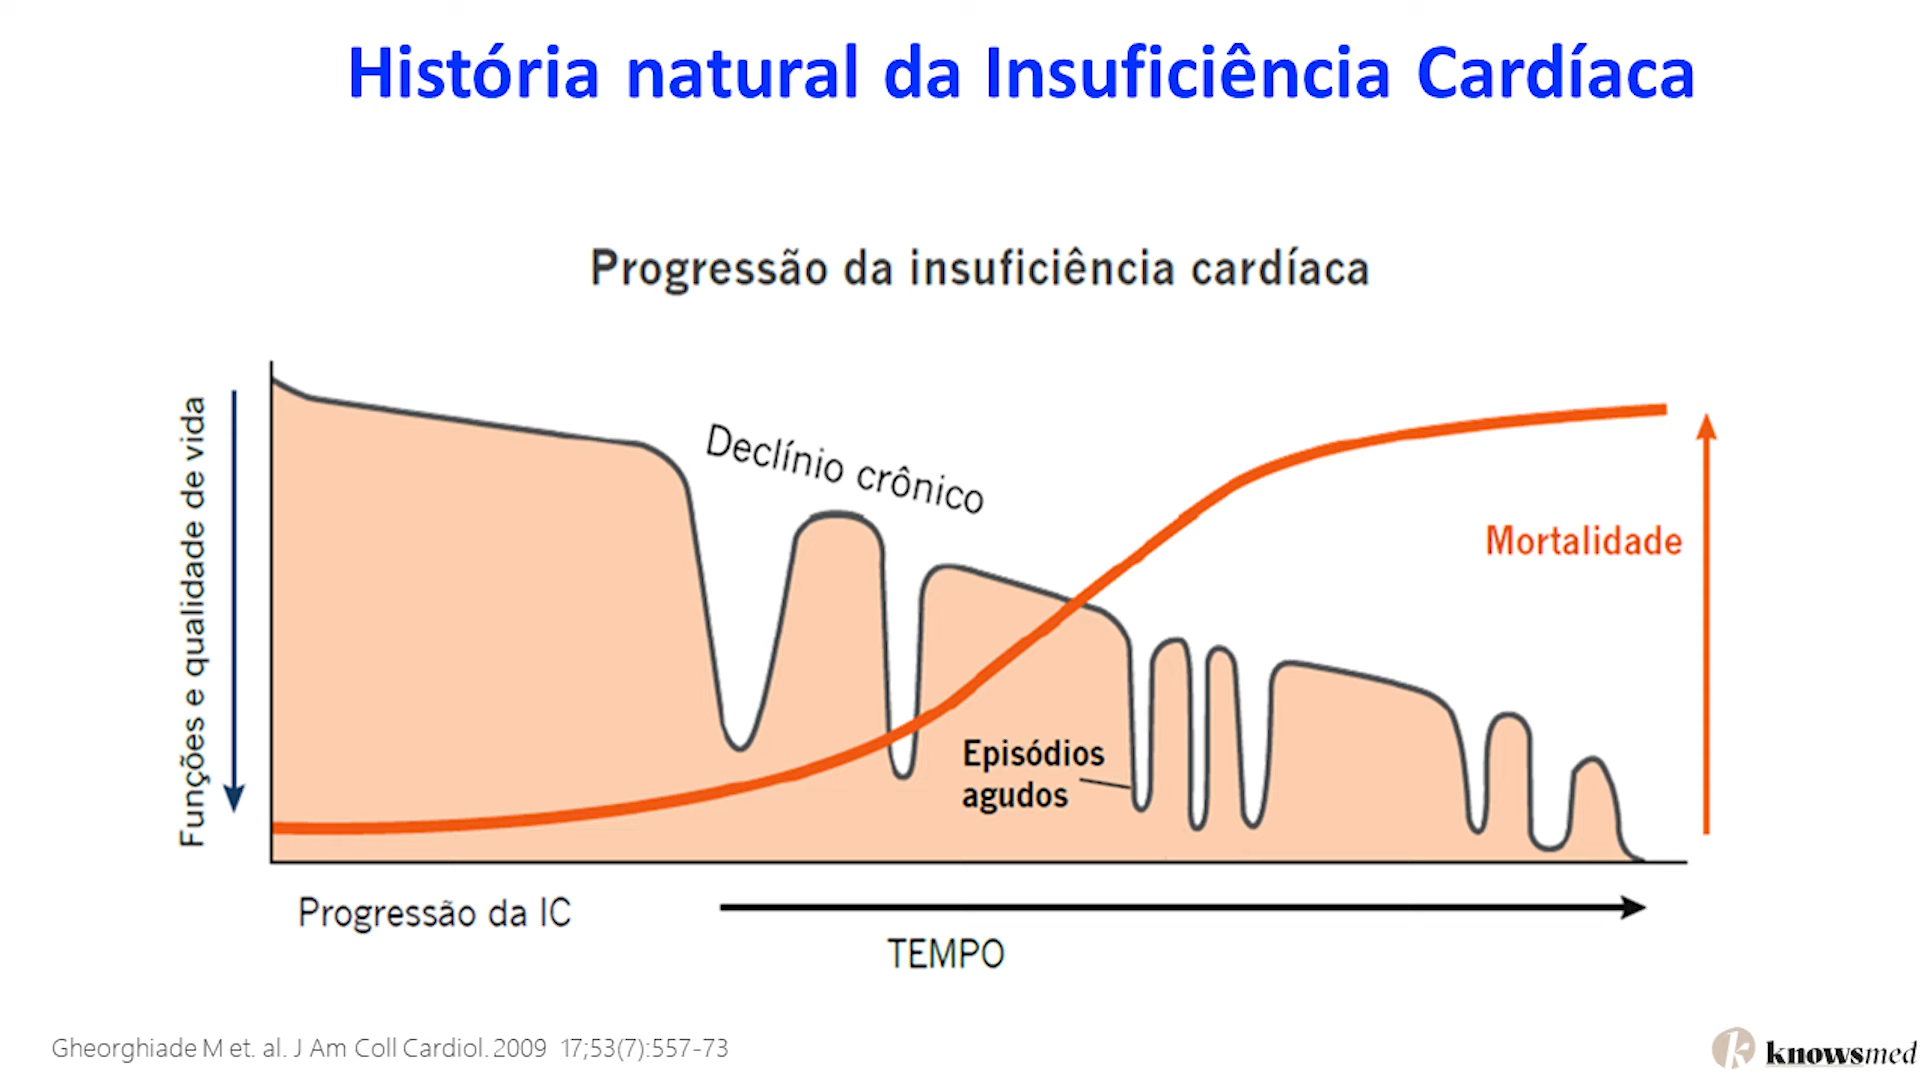 História natural da Insuficiência Cardíaca
Progressão da insuficiência cardíaca
Funções e qualidade de vida
Declínio crônico
Mortalidade
Episódios
agudos
Progressão da IC
TEMPO
Gheorghiade M et. al. J Am Coll Cardiol. 2009 17;53(7):557-73
k knowsmed